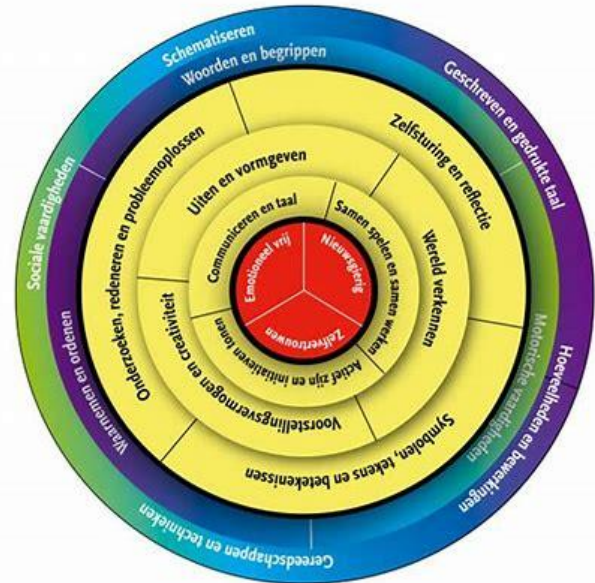 Schematiseren
Woorden en begrippen
Geschreven en gedrukte taal
Sociale vaardigheden
Waarnemen en ordenen
Hoeveelheden en bewerkingen
Motorische vaardigheden
Gereedschappen en technieken
Onderzoeken, redeneren en probleemoplossen
Zelfsturing en reflectie
Symbolen, tekens en betekenissen
Uiten en vormgeven
Wereld verkennen
Voorstellingsvermogen en creativiteit
Communiceren en taal
Samen spelen en samen werken
Actief zijn en initiatieven tonen
Emotioneel vrij
Nieuwsgierig
Zelfvertrouwen